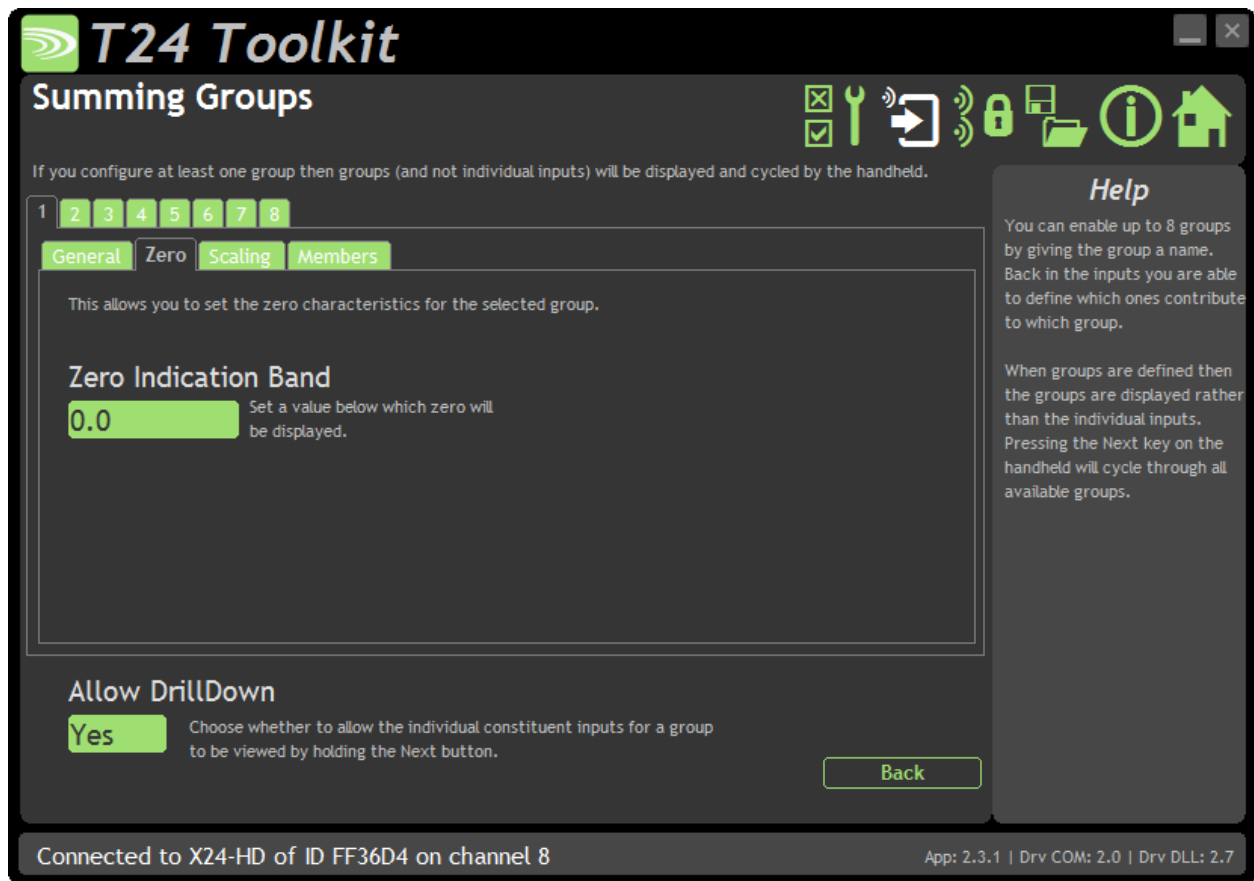 T24 Toolkit
Summing Groups
If you configure at least one group then groups (and not individual inputs) will be displayed and cycled by the handheld.
1 2 3 4 5 6 7 8
General Zero Scaling Members
This allows you to set the zero characteristics for the selected group.
Zero Indication Band
0.0
Set a value below which zero will
be displayed.
Allow DrillDown
Yes
Choose whether to allow the individual constituent inputs for a group
to be viewed by holding the Next button.
Back
Help
You can enable up to 8 groups
by giving the group a name.
Back in the inputs you are able
to define which ones contribute
to which group.
When groups are defined then
the groups are displayed rather
than the individual inputs.
Pressing the Next key on the
handheld will cycle through all
available groups.
Connected to X24-HD of ID FF36D4 on channel 8
App: 2.3.1 | Drv COM: 2.0 | Drv DLL: 2.7